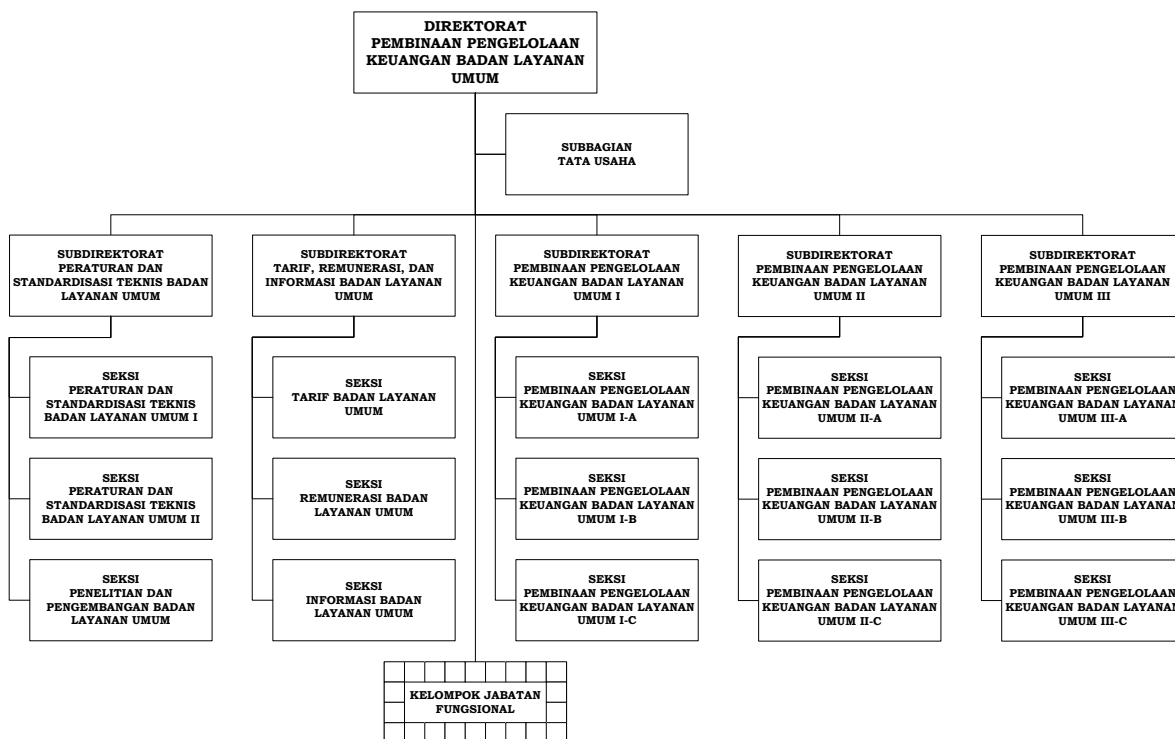 DIREKTORAT
PEMBINAAN PENGELOLAAN
KEUANGAN BADAN LAYANAN
UMUM
SUBBAGIAN
TATA USAHA
SUBDIREKTORAT
PERATURAN DAN
STANDARDISASI TEKNIS BADAN
LAYANAN UMUM
SUBDIREKTORAT
TARIF, REMUNERASI, DAN
INFORMASI BADAN LAYANAN
UMUM
SUBDIREKTORAT
PEMBINAAN PENGELOLAAN
KEUANGAN BADAN LAYANAN
UMUM I
SUBDIREKTORAT
PEMBINAAN PENGELOLAAN
KEUANGAN BADAN LAYANAN
UMUM II
SUBDIREKTORAT
PEMBINAAN PENGELOLAAN
KEUANGAN BADAN LAYANAN
UMUM III
SEKSI
PERATURAN DAN
STANDARDISASI TEKNIS
BADAN LAYANAN UMUM I
SEKSI
TARIF BADAN LAYANAN
UMUM
SEKSI
PEMBINAAN PENGELOLAAN
KEUANGAN BADAN LAYANAN
UMUM I-A
SEKSI
PEMBINAAN PENGELOLAAN
KEUANGAN BADAN LAYANAN
UMUM II-A
SEKSI
PEMBINAAN PENGELOLAAN
KEUANGAN BADAN LAYANAN
UMUM III-A
SEKSI
PERATURAN DAN
STANDARDISASI TEKNIS
BADAN LAYANAN UMUM II
SEKSI
REMUNERASI BADAN
LAYANAN UMUM
SEKSI
PEMBINAAN PENGELOLAAN
KEUANGAN BADAN LAYANAN
UMUM I-B
SEKSI
PEMBINAAN PENGELOLAAN
KEUANGAN BADAN LAYANAN
UMUM II-B
SEKSI
PEMBINAAN PENGELOLAAN
KEUANGAN BADAN LAYANAN
UMUM III-B
SEKSI
PENELITIAN DAN
PENGEMBANGAN BADAN
LAYANAN UMUM
SEKSI
INFORMASI BADAN
LAYANAN UMUM
SEKSI
PEMBINAAN PENGELOLAAN
KEUANGAN BADAN LAYANAN
UMUM I-C
SEKSI
PEMBINAAN PENGELOLAAN
KEUANGAN BADAN LAYANAN
UMUM II-C
SEKSI
PEMBINAAN PENGELOLAAN
KEUANGAN BADAN LAYANAN
UMUM III-C
KELOMPOK JABATAN
FUNGSIONAL